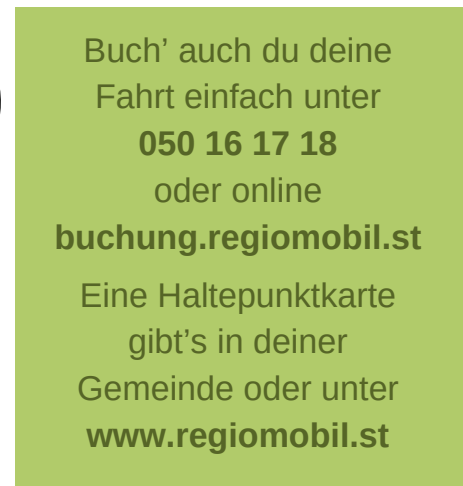 Buch’ auch du deine
Fahrt einfach unter
050 16 17 18
oder online
buchung.regiomobil.st
Eine Haltepunktkarte
gibt’s in deiner
Gemeinde oder unter
www.regiomobil.st